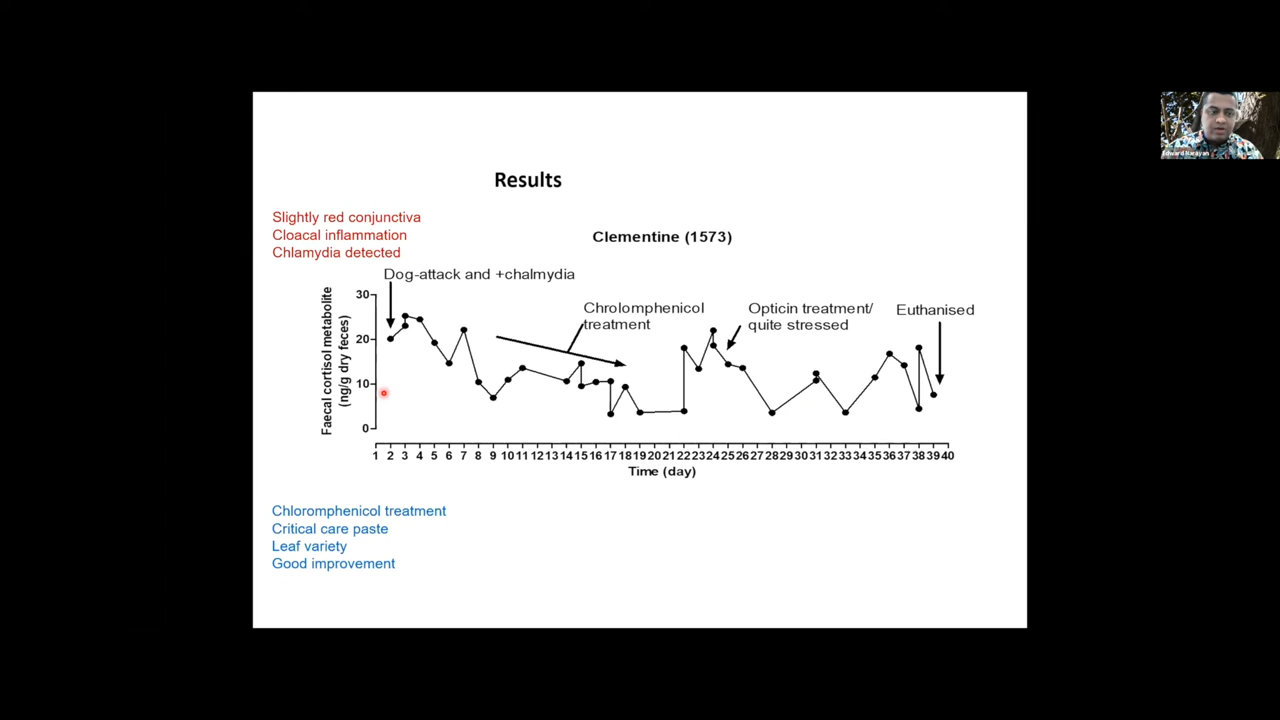 Results
Slightly red conjunctiva
Cloacal inflammation
Chlamydia detected
Clementine (1573)
Dog-attack and +chalmydia
Chrolomphenicol
treatment
Opticin treatment/
quite stressed
Euthanised
Faecal cortisol metabolite
(ng/g dry feces)
30
20
10
0
1 2 3 4 5 6 7 8 9 10 11 12 13 14 15 16 17 18 19 20 21 22 23 24 25 26 27 28 29 30 31 32 33 34 35 36 37 38 39 40
Time (day)
Chloromphenicol treatment
Critical care paste
Leaf variety
Good improvement
Edward Narayan